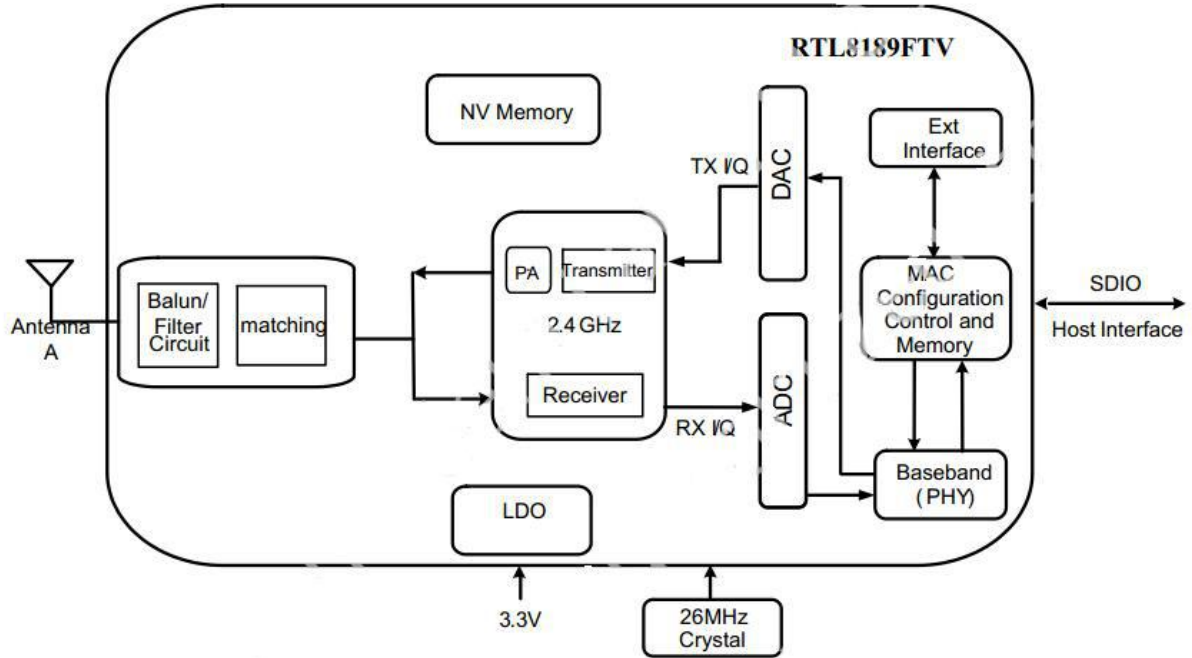 RTL8189FTV
NV Memory
Ext
Interface
TX I/Q
DAC
PA
Transmitter
2.4 GHz
Receiver
Balun/
Filter
Circuit
matching
Antenna
A
MAC
Configuration
Control and
Memory
SDIO
Host Interface
RX I/Q
ADC
Baseband
(PHY)
LDO
3.3V
26MHz
Crystal